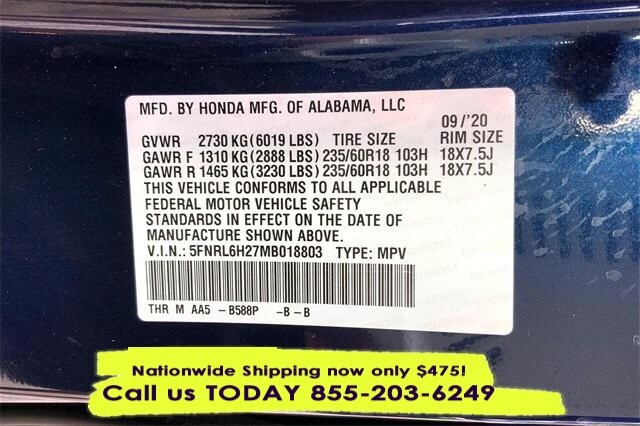 MFD. BY HONDA MFG. OF ALABAMA, LLC
09/'20
GVWR 2730 KG(6019 LBS) TIRE SIZE RIM SIZE
GAWR F 1310 KG(2888 LBS)235/60R18 103H 18X7.5J
GAWR R 1465 KG(3230 LBS)235/60R18 103H 18X7.5J
THIS VEHICLE CONFORMS TO ALL APPLICABLE
FEDERAL MOTOR VEHICLE SAFETY
STANDARDS IN EFFECT ON THE DATE OF
MANUFACTURE SHOWN ABOVE.
V.I.N.: 5FNRL6H27MB018803 TYPE: MPV
THR M AA5 - B588P -B-B
Nationwide Shipping now only $475!
Call us TODAY 855-203-6249